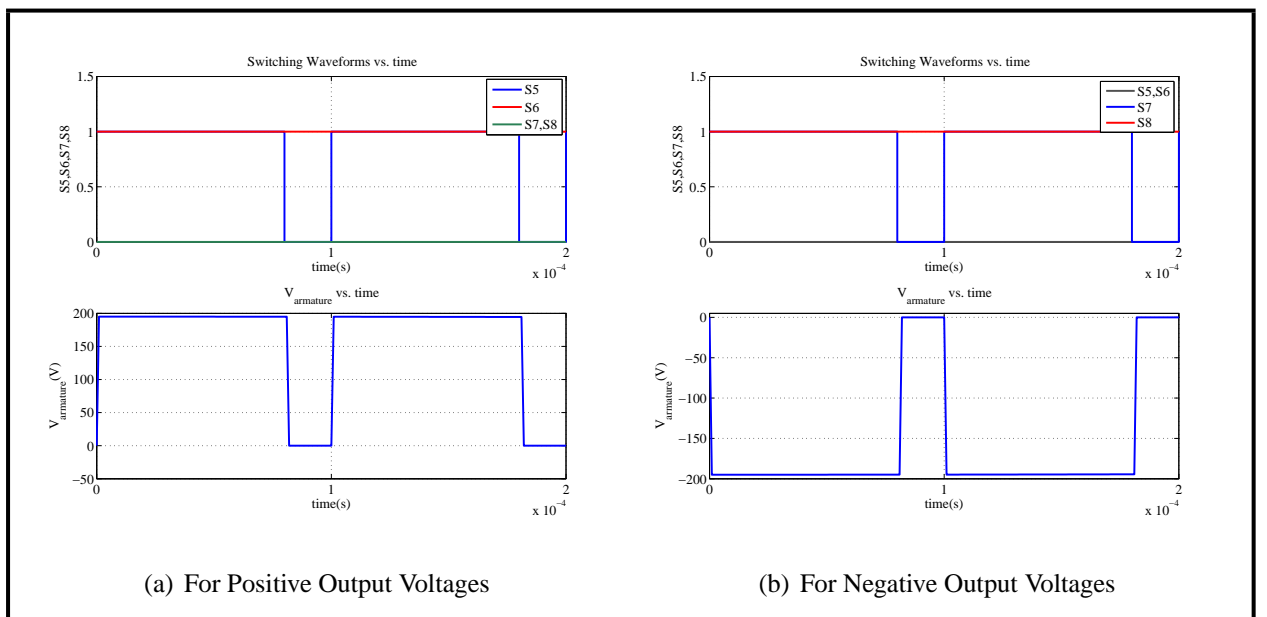 Switching Waveforms vs. time
S5,S6,S7,S8
1.5
1
0.5
0
S5
S6
S7,S8
0
1
2
time(s)
x 10⁻⁴
V_armature vs. time
V_armature(V)
200
150
100
50
0
−50
0
1
2
time(s)
x 10⁻⁴
(a) For Positive Output Voltages
Switching Waveforms vs. time
S5,S6,S7,S8
1.5
1
0.5
0
S5,S6
S7
S8
0
1
2
time(s)
x 10⁻⁴
V_armature vs. time
V_armature(V)
0
−50
−100
−150
−200
0
1
2
time(s)
x 10⁻⁴
(b) For Negative Output Voltages